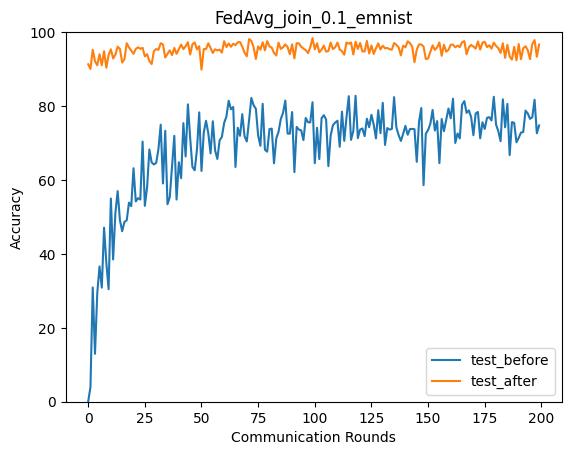 FedAvg_join_0.1_emnist
Accuracy
100
80
60
40
20
0
0 25 50 75 100 125 150 175 200
Communication Rounds
test_before
test_after